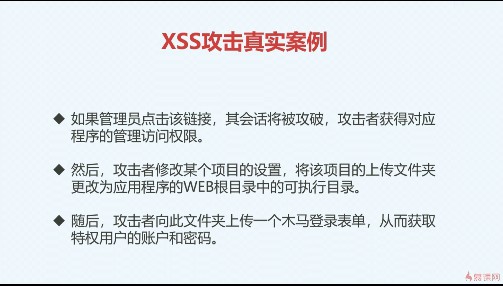 XSS攻击真实案例
◆ 如果管理员点击该链接，其会话将被攻破，攻击者获得对应
程序的管理访问权限。
◆ 然后，攻击者修改某个项目的设置，将该项目的上传文件夹
更改为应用程序的WEB根目录中的可执行目录。
◆ 随后，攻击者向此文件夹上传一个木马登录表单，从而获取
特权用户的账户和密码。
慕课网